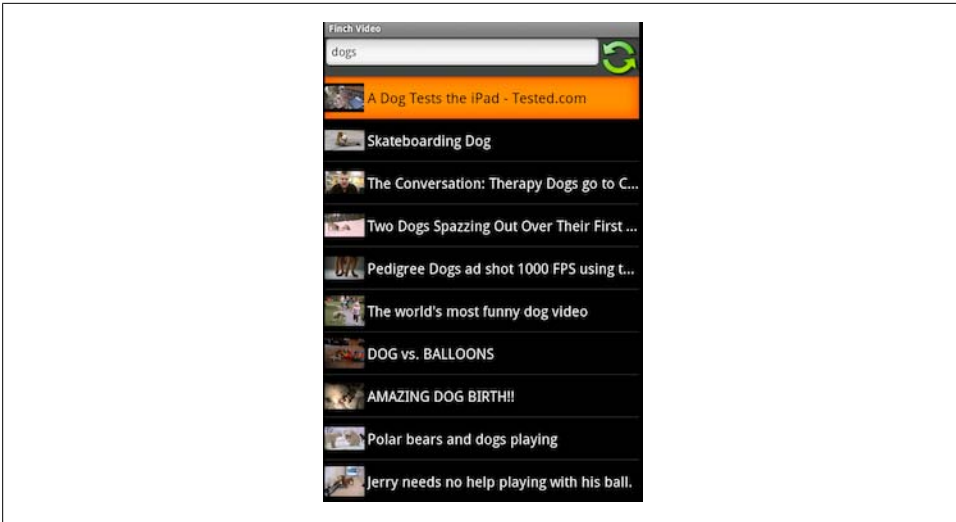 Finch Video
dogs
A Dog Tests the iPad - Tested.com
Skateboarding Dog
The Conversation: Therapy Dogs go to C...
Two Dogs Spazzing Out Over Their First ...
Pedigree Dogs ad shot 1000 FPS using t...
The world's most funny dog video
DOG vs. BALLOONS
AMAZING DOG BIRTH!!
Polar bears and dogs playing
Jerry needs no help playing with his ball.